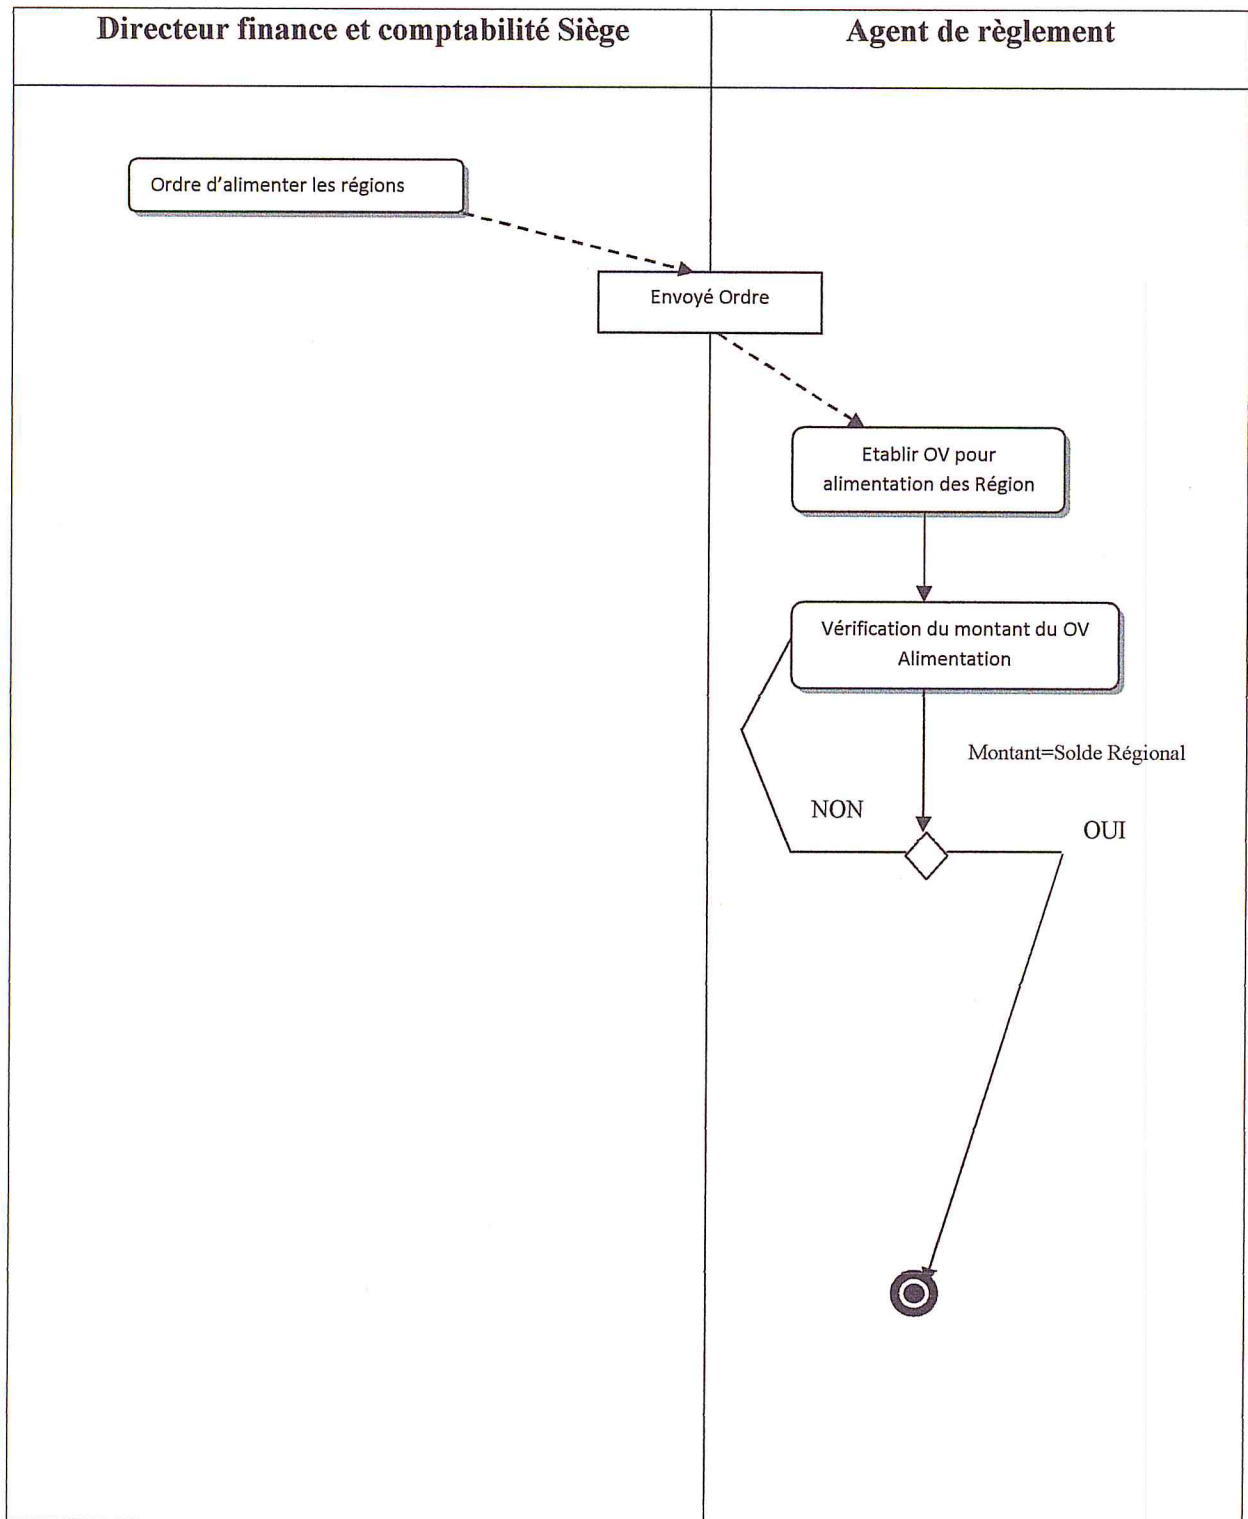 Directeur finance et comptabilité Siège
Agent de règlement
Ordre d'alimenter les régions
Envoyé Ordre
Etablir OV pour
alimentation des Région
Vérification du montant du OV
Alimentation
Montant=Solde Régional
NON
OUI